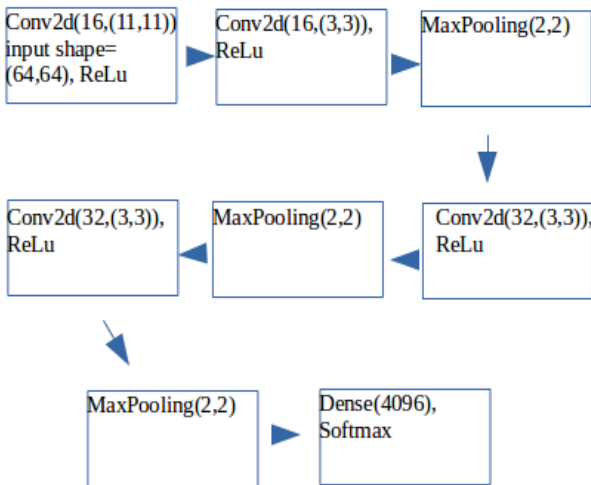 Conv2d(16,(11,11))
input shape=
(64,64), ReLu
Conv2d(16,(3,3)),
ReLu
MaxPooling(2,2)
Conv2d(32,(3,3)),
ReLu
MaxPooling(2,2)
Conv2d(32,(3,3)),
ReLu
MaxPooling(2,2)
Dense(4096),
Softmax